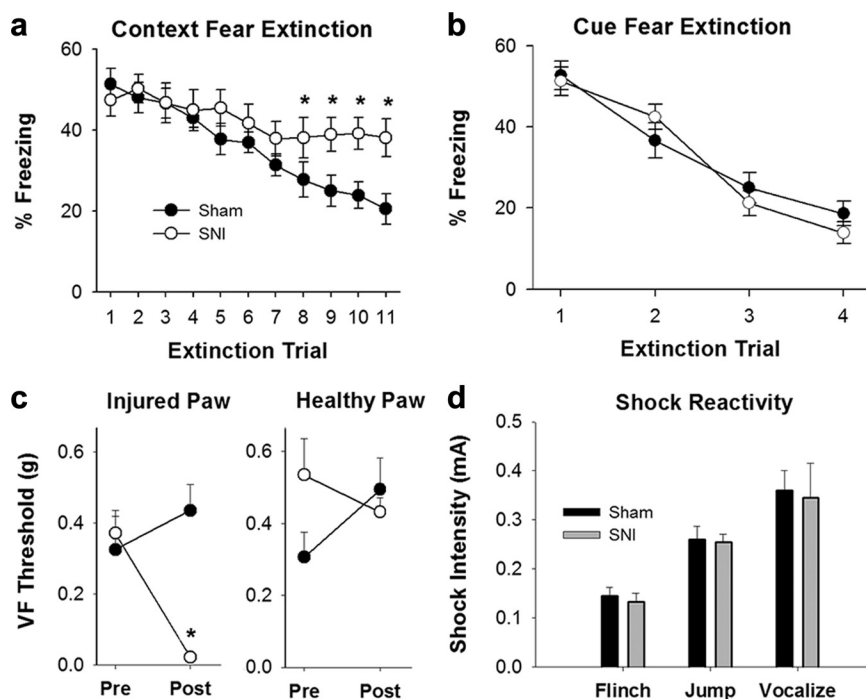 a
Context Fear Extinction
% Freezing
60
40
20
0
* * * *
Sham
SNI
1 2 3 4 5 6 7 8 9 10 11
Extinction Trial
b
Cue Fear Extinction
% Freezing
60
40
20
0
1 2 3 4
Extinction Trial
c
Injured Paw
VF Threshold (g)
0.6
0.4
0.2
0.0
*
Pre Post
Healthy Paw
0.6
0.4
0.2
0.0
Pre Post
d
Shock Reactivity
Shock Intensity (mA)
0.5
0.4
0.3
0.2
0.1
0.0
Sham
SNI
Flinch Jump Vocalize